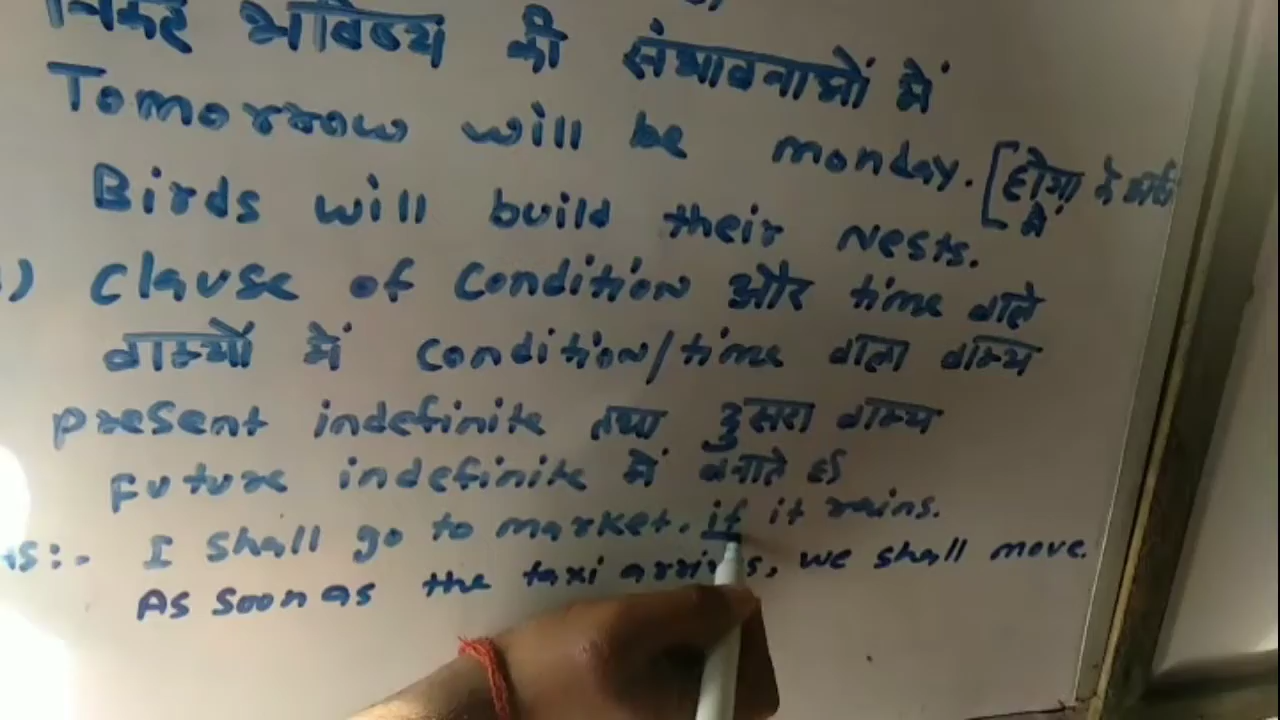 निकट भविष्य की संभावनाओं में
Tomorrow will be monday. [होगा के अर्थ में
Birds will build their Nests.
) Clause of Condition और time वाले
वाक्यों में Condition/time वाला वाक्य
present indefinite तथा दुसरा वाक्य
Future indefinite में बनाते है
:- I shall go to market. if it rains.
As soon as the taxi arrives, we shall move.